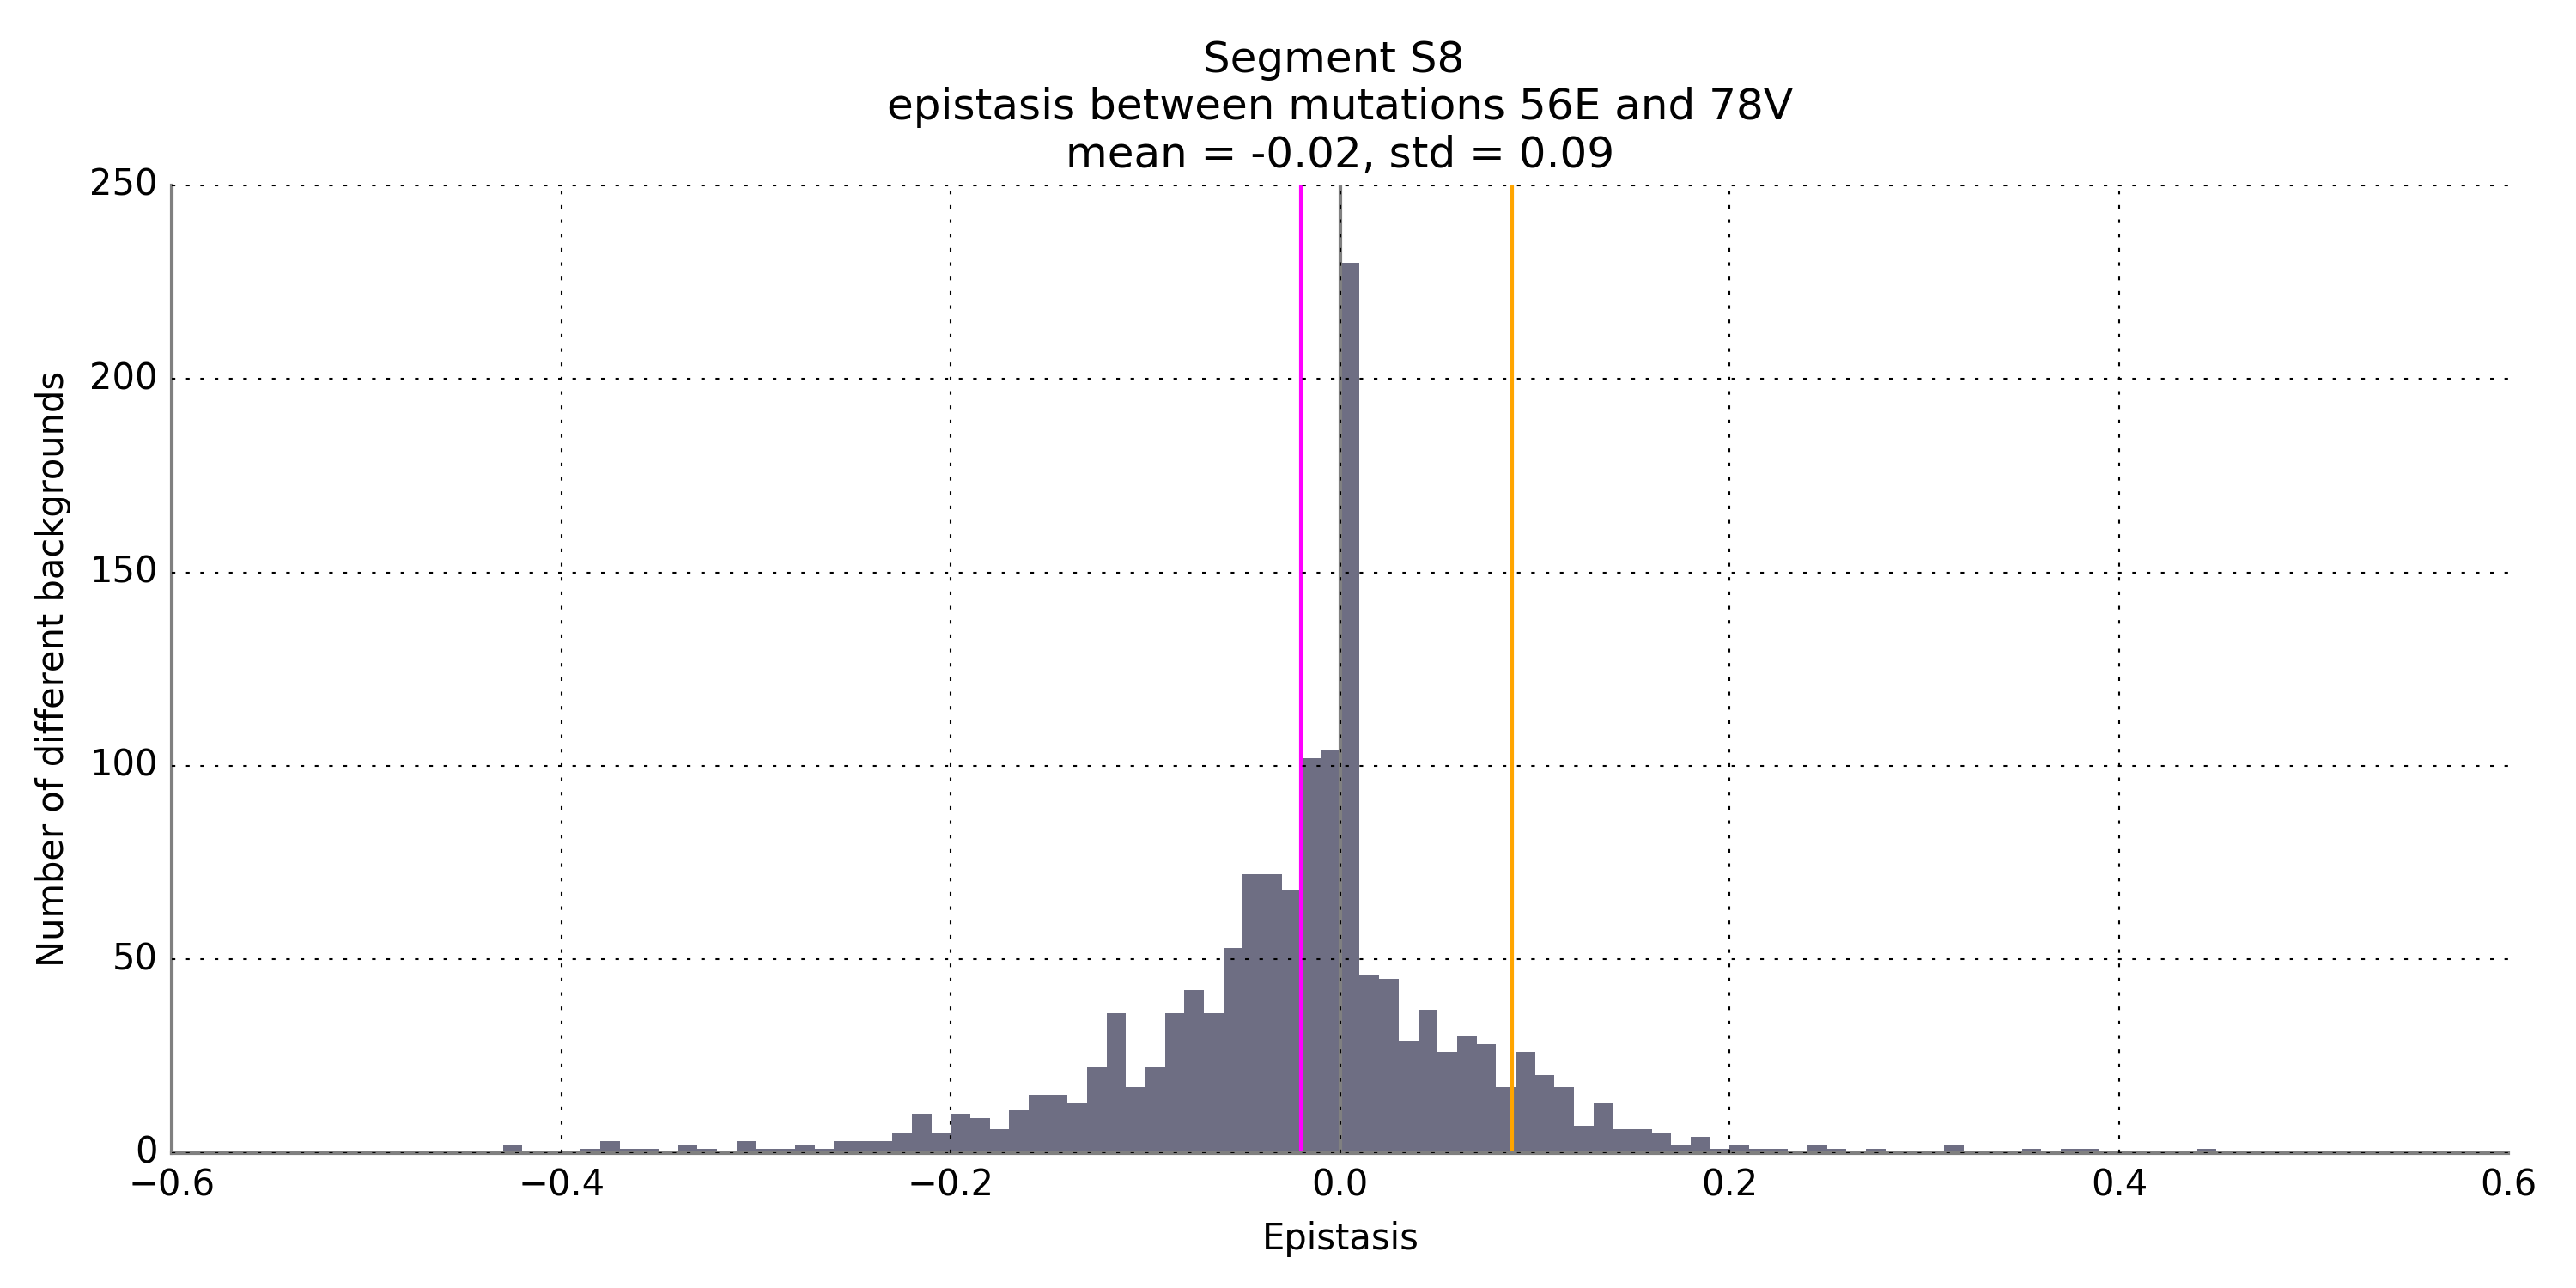 Segment S8
epistasis between mutations 56E and 78V
mean = -0.02, std = 0.09
250
200
150
100
50
0
Number of different backgrounds
−0.6 −0.4 −0.2 0.0 0.2 0.4 0.6
Epistasis